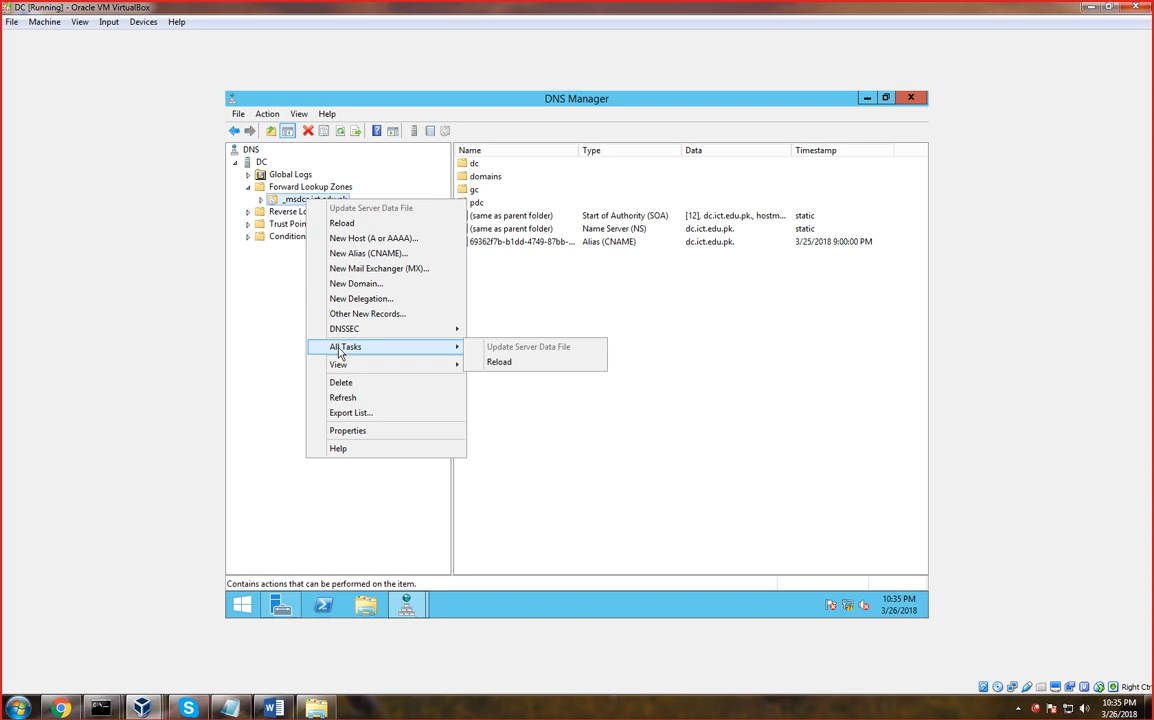 DC [Running] - Oracle VM VirtualBox
File Machine View Input Devices Help
DNS Manager
File Action View Help
DNS
DC
Global Logs
Forward Lookup Zones
Reverse Lo
Trust Poin
Condition
Update Server Data File
Reload
New Host (A or AAAA)...
New Alias (CNAME)...
New Mail Exchanger (MX)...
New Domain...
New Delegation...
Other New Records...
DNSSEC
All Tasks
View
Delete
Refresh
Export List...
Properties
Help
Update Server Data File
Reload
Name Type Data Timestamp
dc
domains
gc
pdc
(same as parent folder) Start of Authority (SOA) [12], dc.ict.edu.pk., hostm... static
(same as parent folder) Name Server (NS) dc.ict.edu.pk. static
69362f7b-b1dd-4749-87bb-... Alias (CNAME) dc.ict.edu.pk. 3/25/2018 9:00:00 PM
Contains actions that can be performed on the item.
10:35 PM
3/26/2018
Right Ctr
10:35 PM
3/26/2018